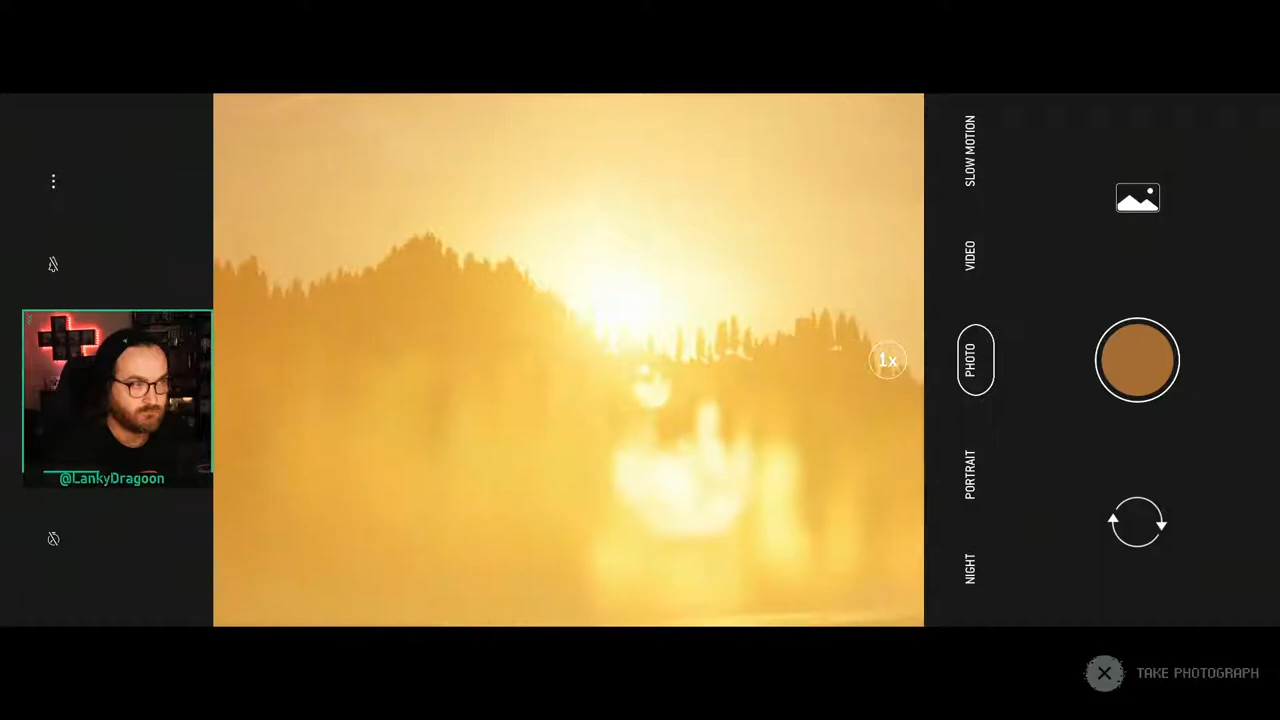 SLOW MOTION
VIDEO
PHOTO
1x
PORTRAIT
NIGHT
@LankyDragoon
TAKE PHOTOGRAPH